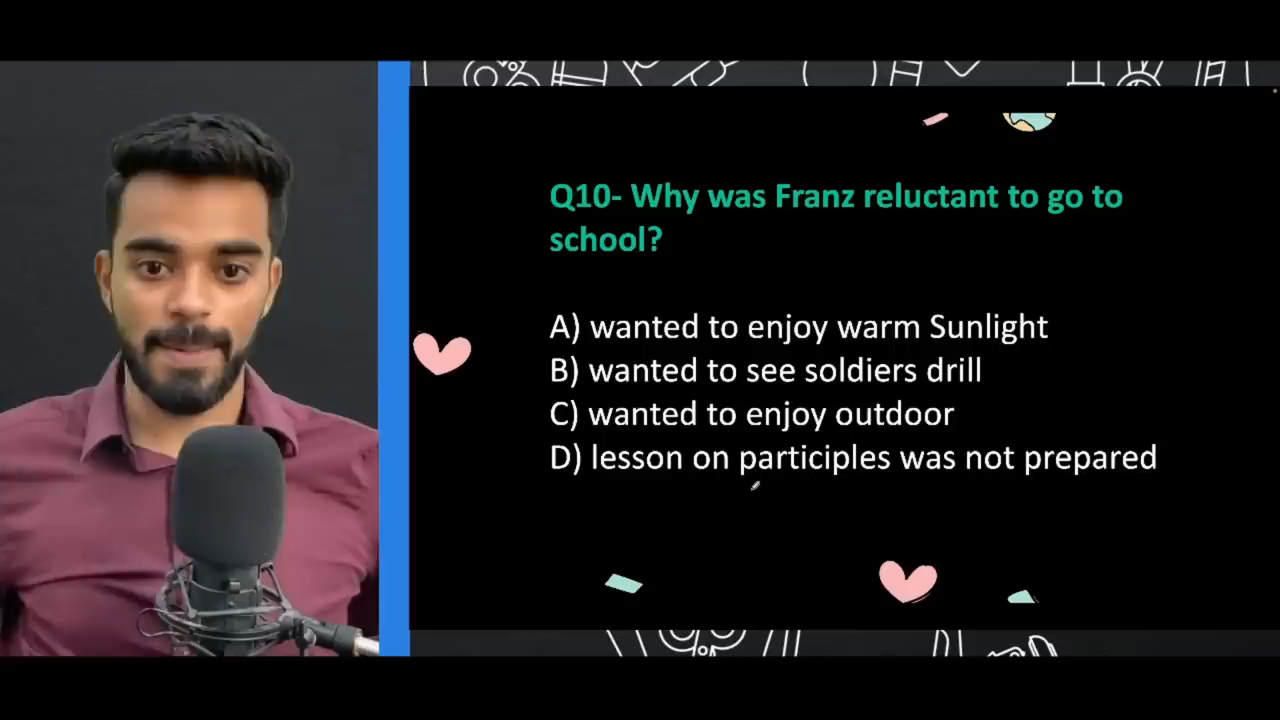 Q10- Why was Franz reluctant to go to
school?
A) wanted to enjoy warm Sunlight
B) wanted to see soldiers drill
C) wanted to enjoy outdoor
D) lesson on participles was not prepared